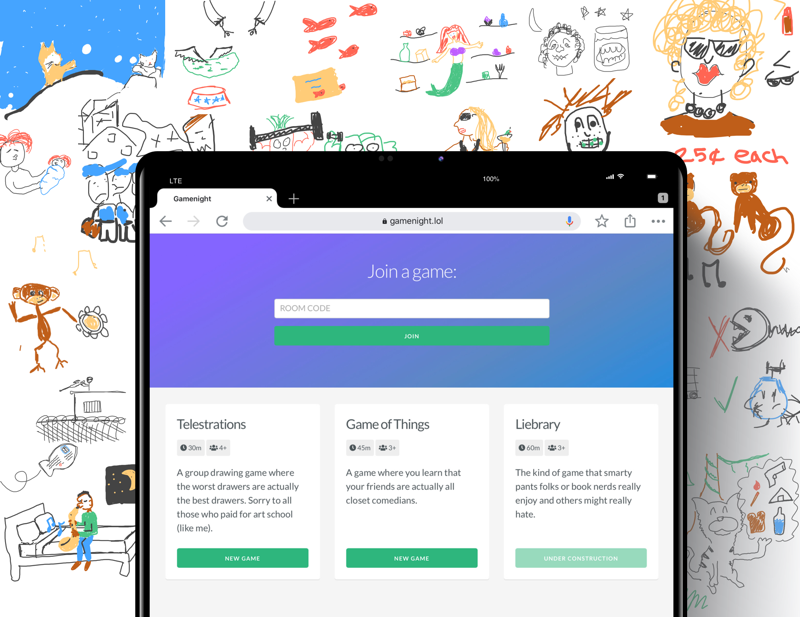 25¢ each
LTE
100%
Gamenight
1
gamenight.lol
Join a game:
ROOM CODE
JOIN
Telestrations
30m
4+
A group drawing game where
the worst drawers are actually
the best drawers. Sorry to all
those who paid for art school
(like me).
NEW GAME
Game of Things
45m
3+
A game where you learn that
your friends are actually all
closet comedians.
NEW GAME
Liebrary
60m
3+
The kind of game that smarty
pants folks or book nerds really
enjoy and others might really
hate.
UNDER CONSTRUCTION